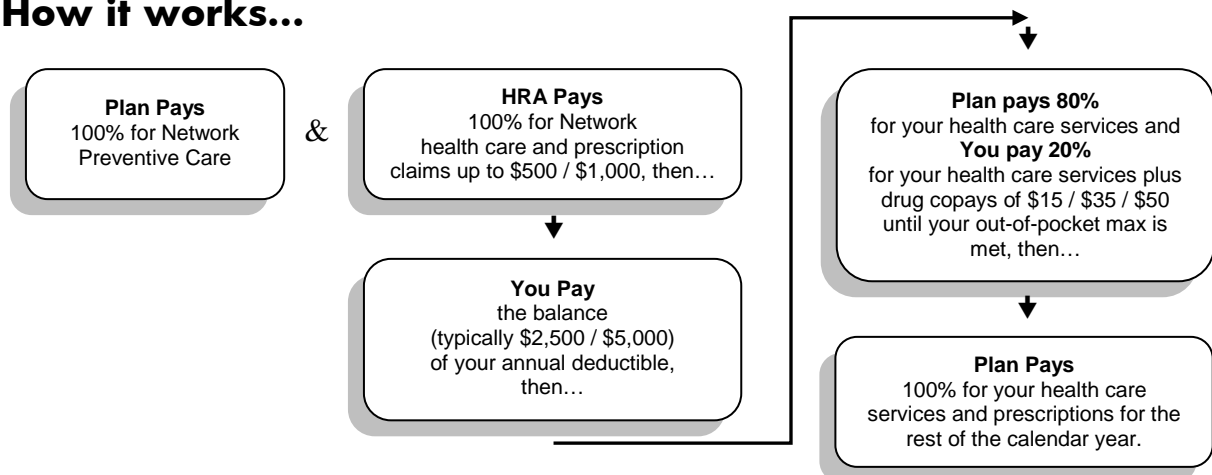 How it works...
Plan Pays
100% for Network
Preventive Care
&
HRA Pays
100% for Network
health care and prescription
claims up to $500 / $1,000, then…
You Pay
the balance
(typically $2,500 / $5,000)
of your annual deductible,
then…
Plan pays 80%
for your health care services and
You pay 20%
for your health care services plus
drug copays of $15 / $35 / $50
until your out-of-pocket max is
met, then…
Plan Pays
100% for your health care
services and prescriptions for the
rest of the calendar year.